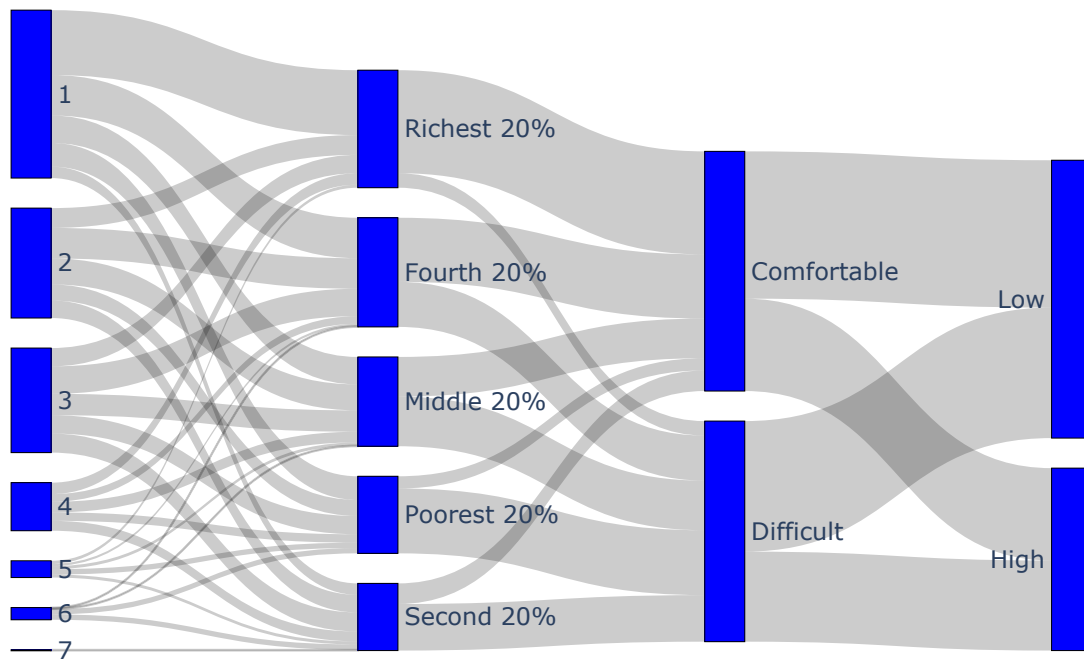 1
2
3
4
5
6
7
Richest 20%
Fourth 20%
Middle 20%
Poorest 20%
Second 20%
Comfortable
Difficult
Low
High